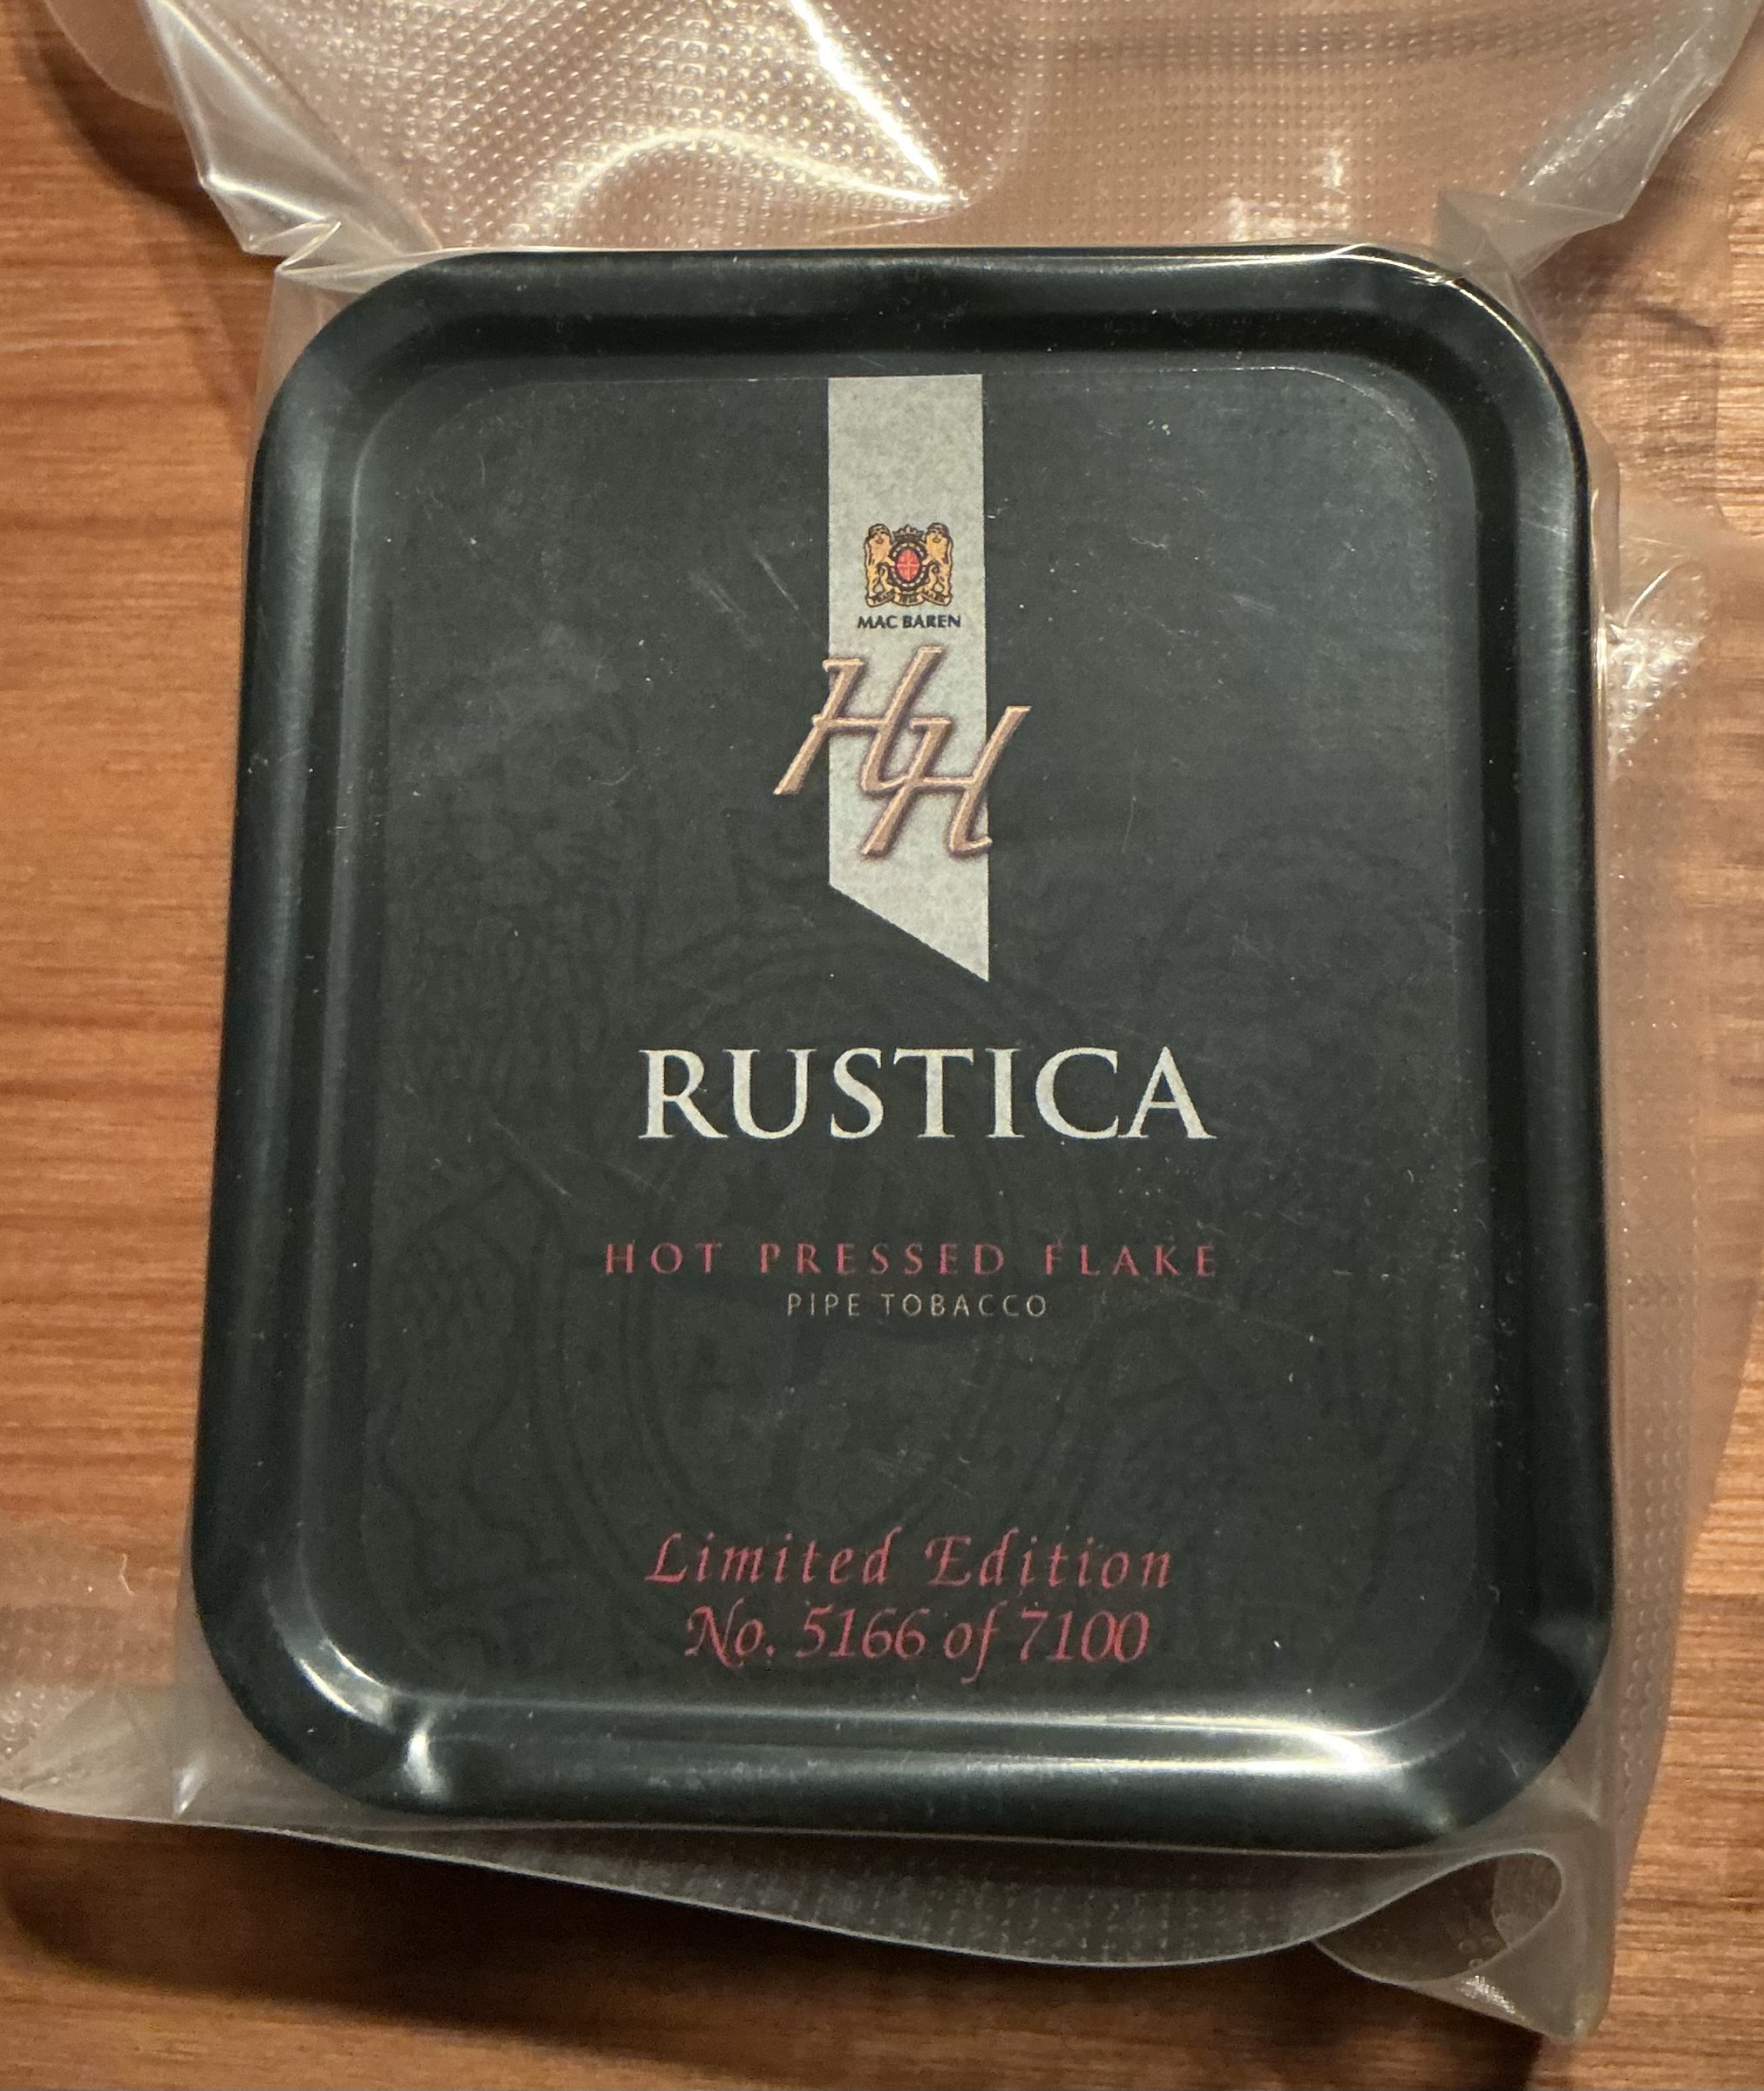 MAC BAREN
HH
RUSTICA
HOT PRESSED FLAKE
PIPE TOBACCO
Limited Edition
No. 5166 of 7100